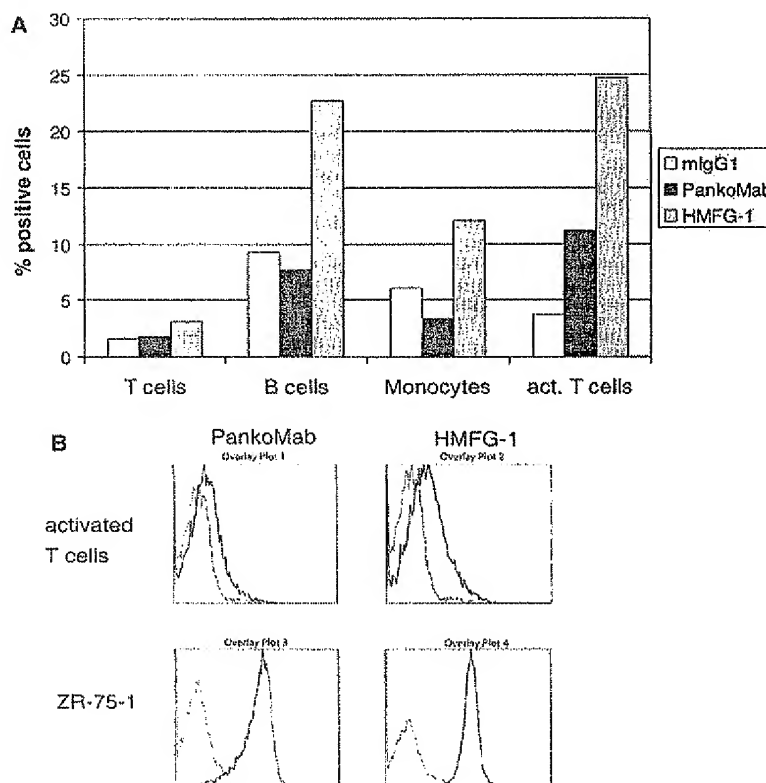 A
30
25
20
15
10
5
0
% positive cells
T cells
B cells
Monocytes
act. T cells
mIgG1
PankoMab
HMFG-1
B
PankoMab
HMFG-1
Overlay Plot 1
Overlay Plot 2
activated
T cells
Overlay Plot 3
Overlay Plot 4
ZR-75-1